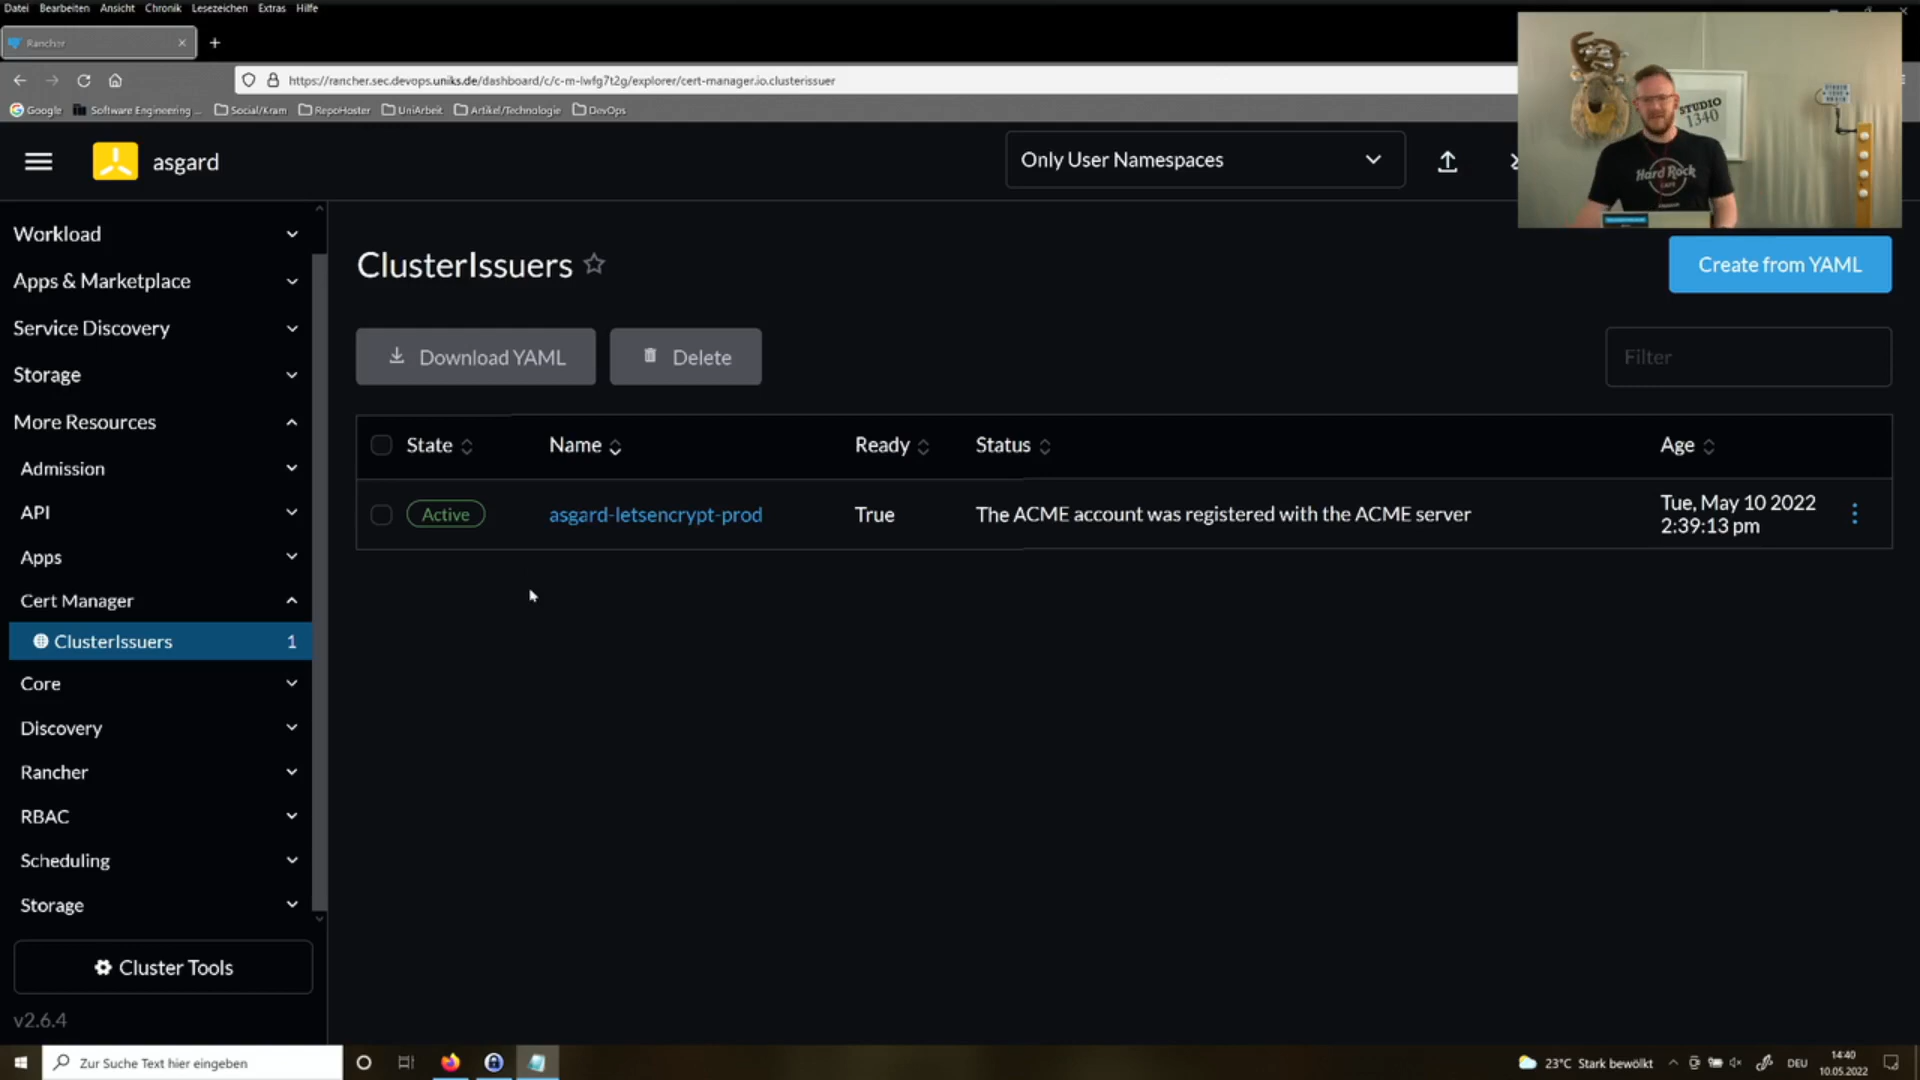 Datei Bearbeiten Ansicht Chronik Lesezeichen Extras Hilfe
Rancher
https://rancher.sec.devops.uniks.de/dashboard/c/c-m-lwfg7t2g/explorer/cert-manager.io.clusterissuer
Google Software Engineering ... Social/Kram RepoHoster UniArbeit Artikel/Technologie DevOps
asgard
Only User Namespaces
STUDIO
1340
Hard Rock
CAFE
Workload
Apps & Marketplace
Service Discovery
Storage
More Resources
Admission
API
Apps
Cert Manager
ClusterIssuers 1
Core
Discovery
Rancher
RBAC
Scheduling
Storage
Cluster Tools
v2.6.4
ClusterIssuers
Create from YAML
Download YAML Delete
Filter
State Name Ready Status Age
Active asgard-letsencrypt-prod True The ACME account was registered with the ACME server Tue, May 10 2022
2:39:13 pm
Zur Suche Text hier eingeben
23°C Stark bewölkt DEU 14:40
10.05.2022